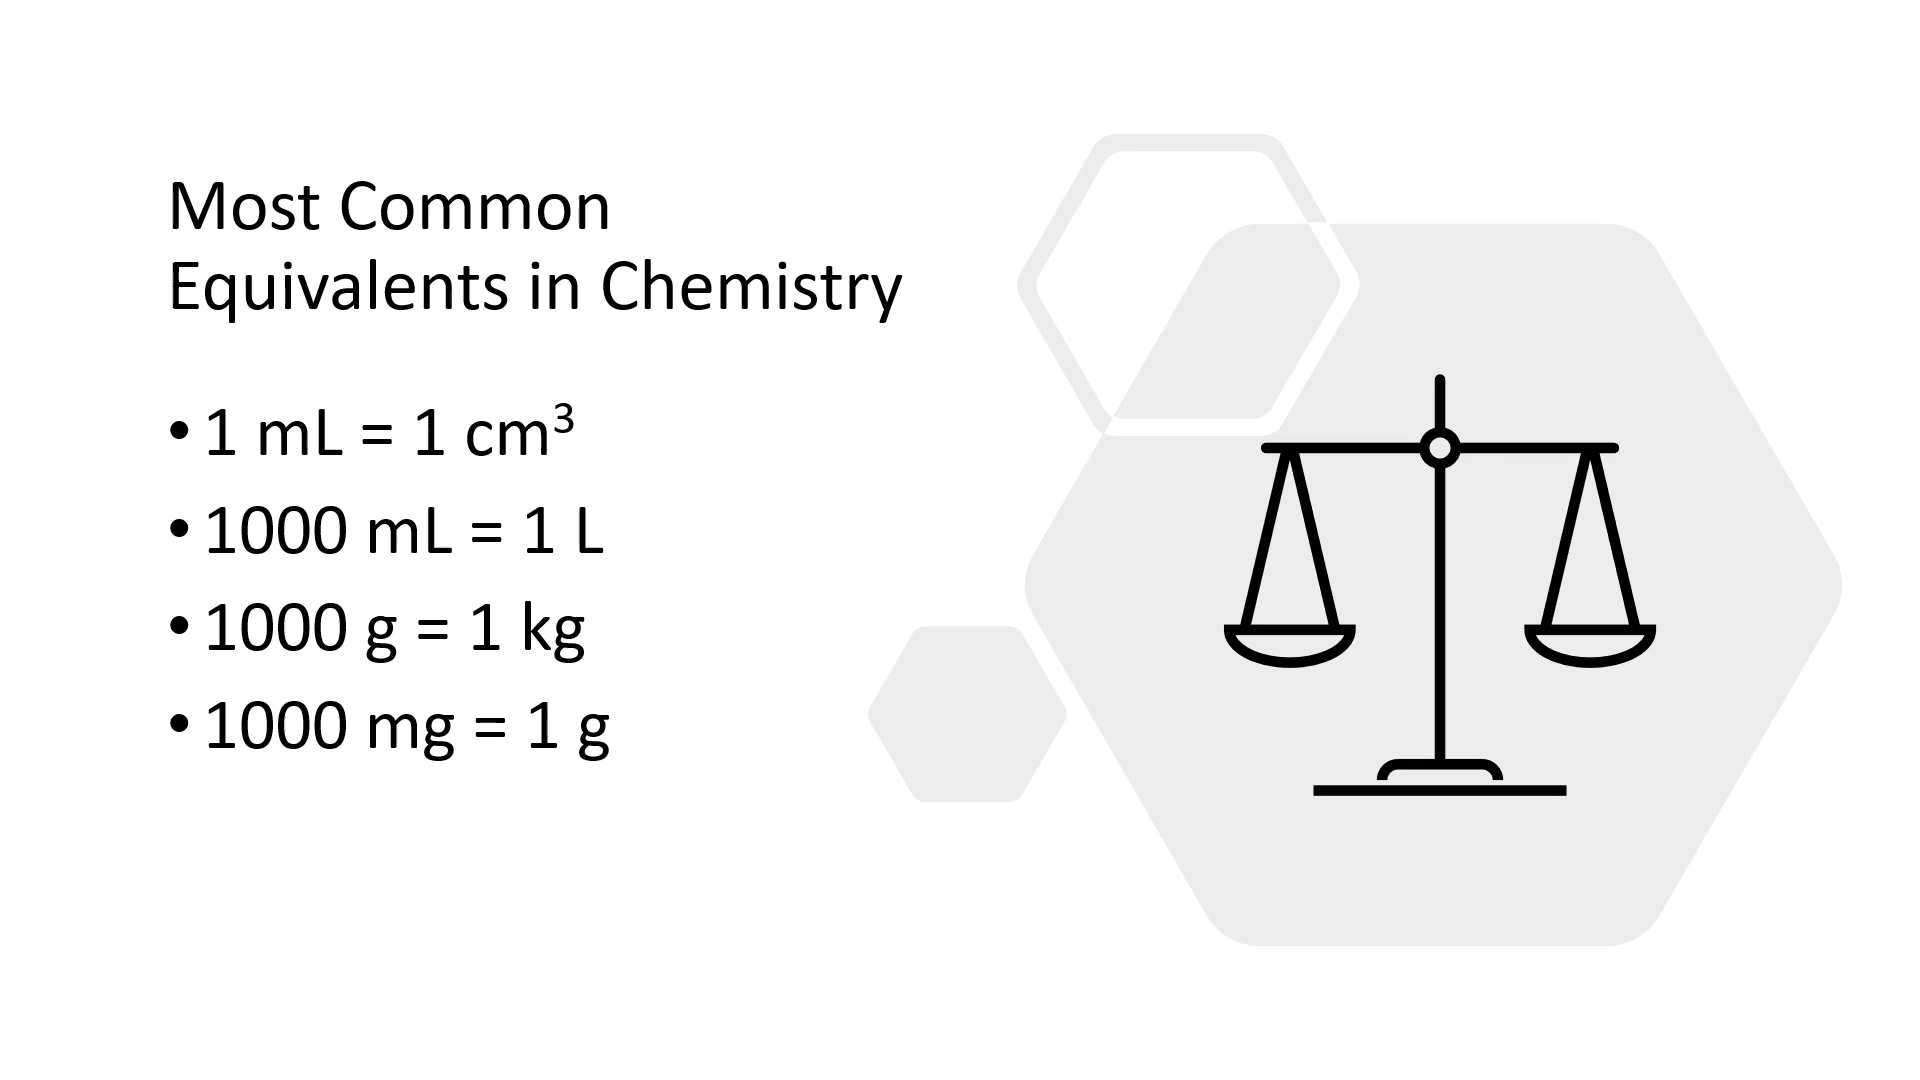 Most Common
Equivalents in Chemistry
• 1 mL = 1 cm³
• 1000 mL = 1 L
• 1000 g = 1 kg
• 1000 mg = 1 g